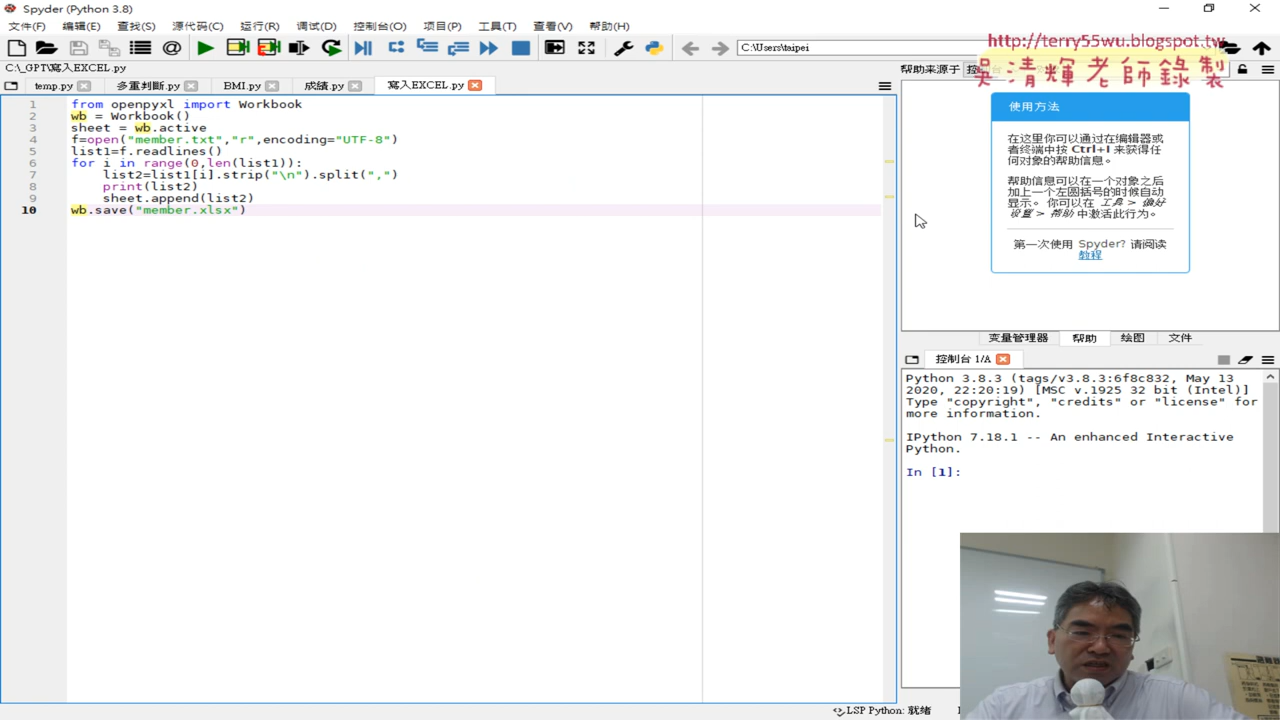 Spyder (Python 3.8)
文件(F) 编辑(E) 查找(S) 源代码(C) 运行(R) 调试(D) 控制台(O) 项目(P) 工具(T) 查看(V) 帮助(H)
C:\Users\taipei
http://terry55wu.blogspot.tw
吳清輝老師錄製
C:\_GPT\寫入EXCEL.py
帮助来源于
temp.py 多重判斷.py BMI.py 成績.py 寫入EXCEL.py
1 from openpyxl import Workbook
2 wb = Workbook()
3 sheet = wb.active
4 f=open("member.txt","r",encoding="UTF-8")
5 list1=f.readlines()
6 for i in range(0,len(list1)):
7 list2=list1[i].strip("\n").split(",")
8 print(list2)
9 sheet.append(list2)
10 wb.save("member.xlsx")
使用方法
在这里你可以通过在编辑器或
者终端中按 Ctrl+I 来获得任
何对象的帮助信息。
帮助信息可以在一个对象之后
加上一个左圆括号的时候自动
显示。 你可以在 工具 > 偏好
设置 > 帮助 中激活此行为。
第一次使用 Spyder? 请阅读
教程
变量管理器 帮助 绘图 文件
控制台 1/A
Python 3.8.3 (tags/v3.8.3:6f8c832, May 13
2020, 22:20:19) [MSC v.1925 32 bit (Intel)]
Type "copyright", "credits" or "license" for
more information.
IPython 7.18.1 -- An enhanced Interactive
Python.
In [1]:
LSP Python: 就绪